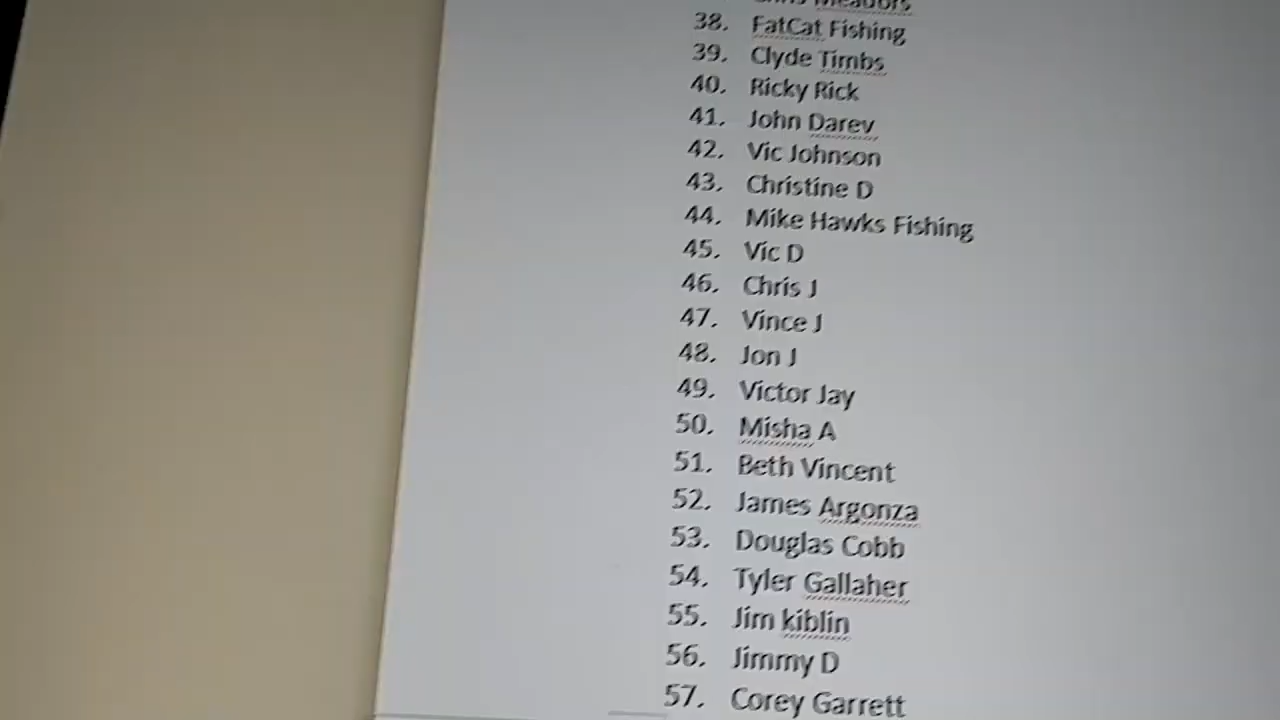 38. FatCat Fishing
39. Clyde Timbs
40. Ricky Rick
41. John Darev
42. Vic Johnson
43. Christine D
44. Mike Hawks Fishing
45. Vic D
46. Chris J
47. Vince J
48. Jon J
49. Victor Jay
50. Misha A
51. Beth Vincent
52. James Argonza
53. Douglas Cobb
54. Tyler Gallaher
55. Jim kiblin
56. Jimmy D
57. Corey Garrett